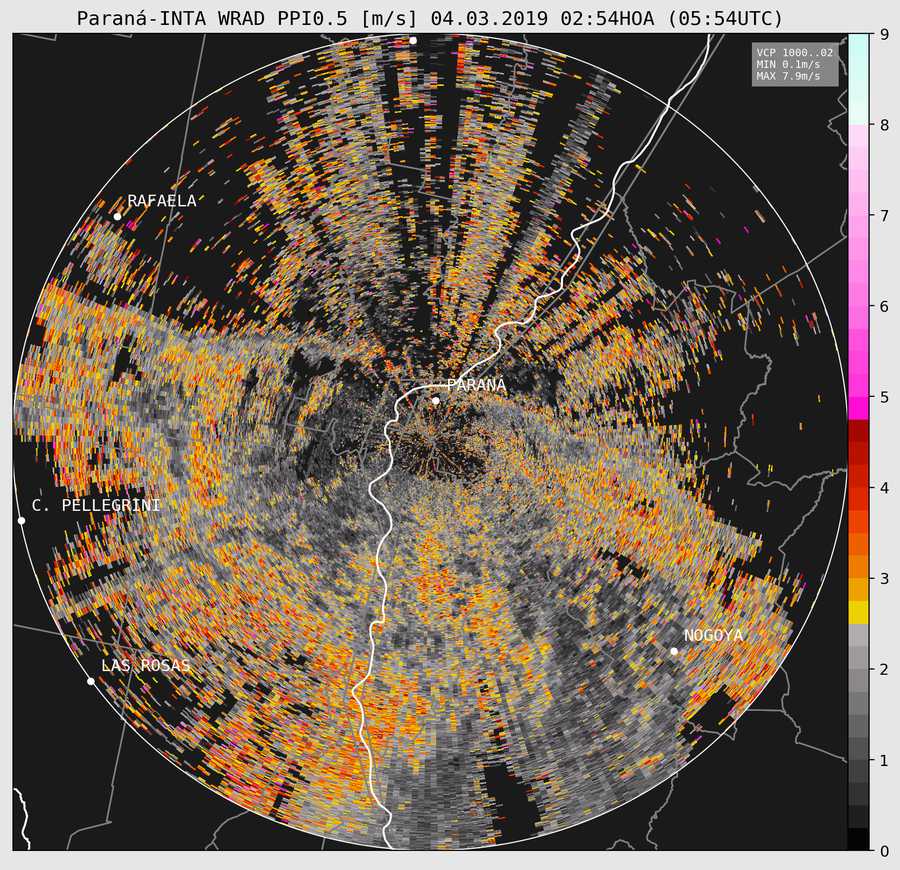 Paraná-INTA WRAD PPI0.5 [m/s] 04.03.2019 02:54HOA (05:54UTC)
VCP 1000..02
MIN 0.1m/s
MAX 7.9m/s
RAFAELA
PARANÁ
C. PELLEGRINI
NOGOYA
LAS ROSAS
9
8
7
6
5
4
3
2
1
0